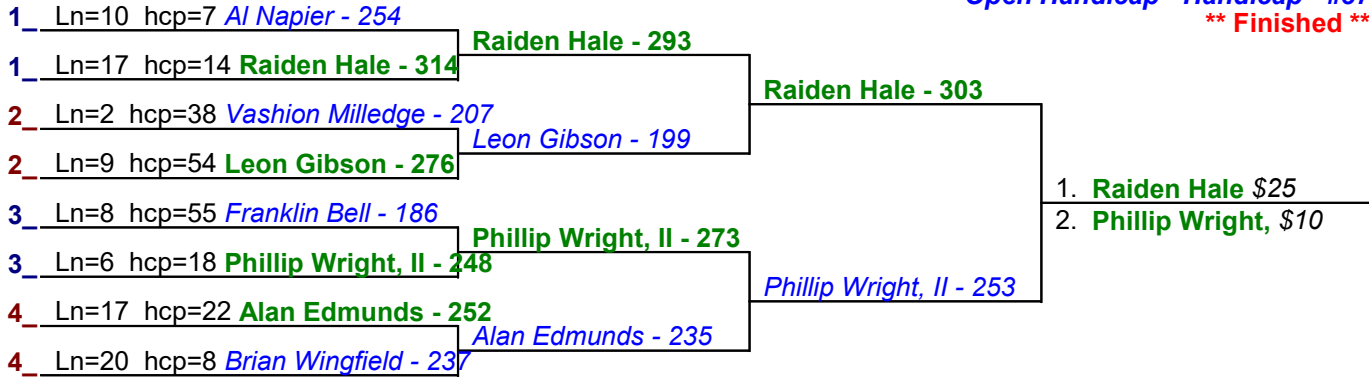 Open Handicap - Handicap - #
** Finished **
1_ Ln=10 hcp=7 Al Napier - 254
Raiden Hale - 293
1_ Ln=17 hcp=14 Raiden Hale - 314
Raiden Hale - 303
2_ Ln=2 hcp=38 Vashion Milledge - 207
Leon Gibson - 199
2_ Ln=9 hcp=54 Leon Gibson - 276
1. Raiden Hale $25
3_ Ln=8 hcp=55 Franklin Bell - 186
2. Phillip Wright, $10
Phillip Wright, II - 273
3_ Ln=6 hcp=18 Phillip Wright, II - 248
Phillip Wright, II - 253
4_ Ln=17 hcp=22 Alan Edmunds - 252
Alan Edmunds - 235
4_ Ln=20 hcp=8 Brian Wingfield - 237